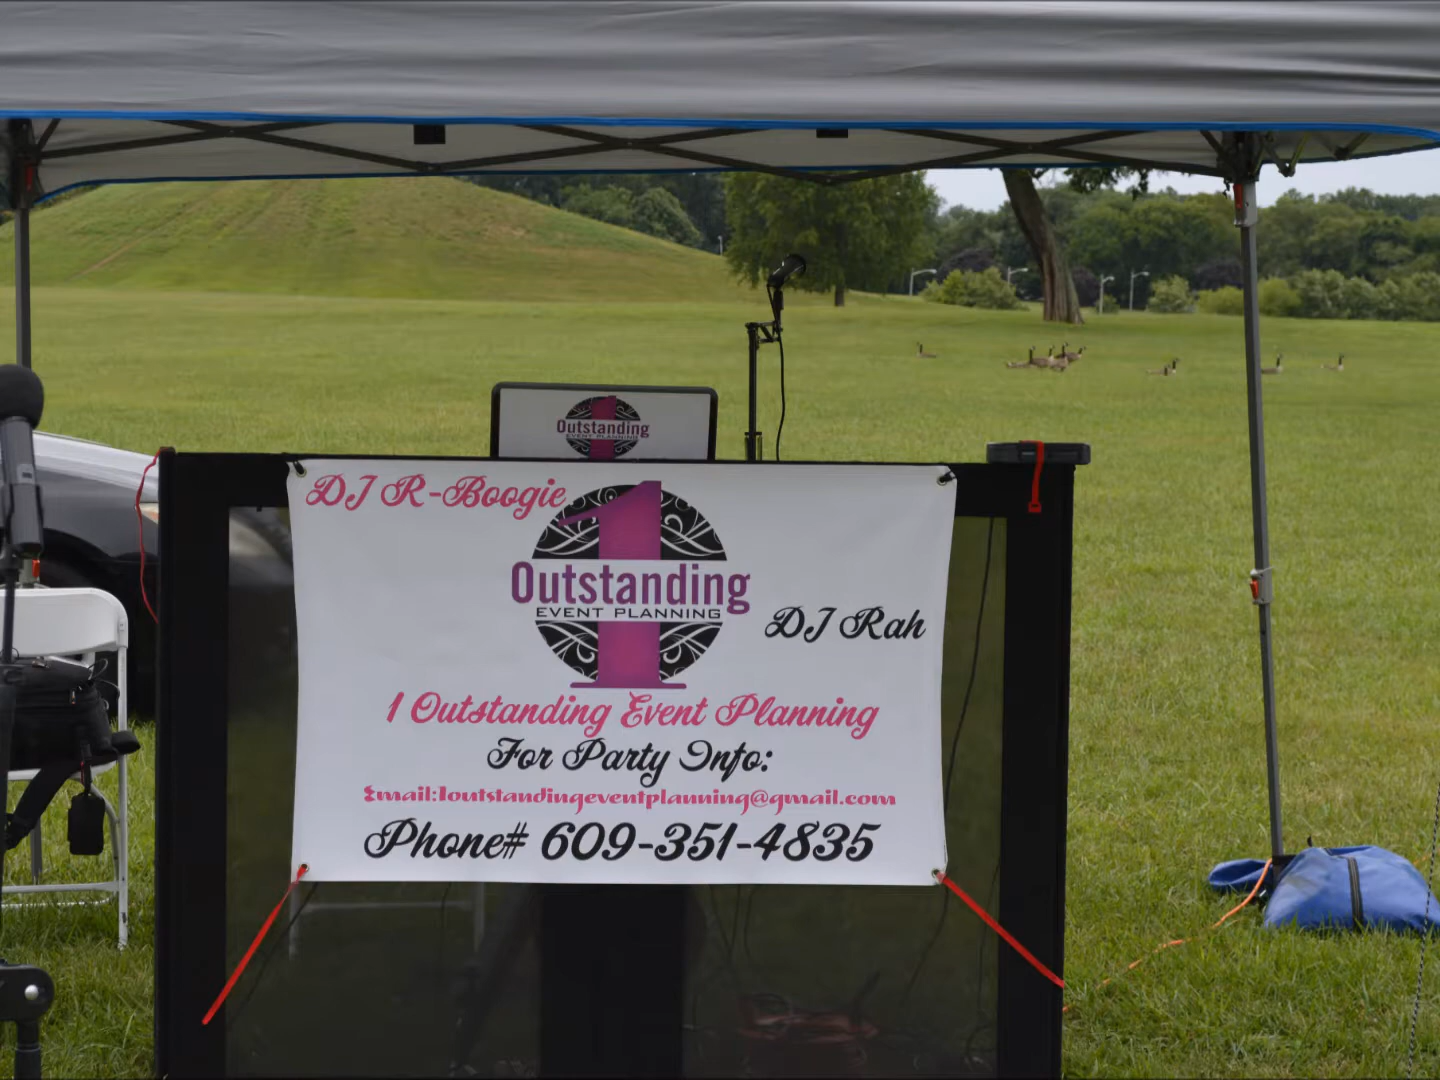 Outstanding
EVENT PLANNING
DJ R-Boogie
1
Outstanding
EVENT PLANNING
DJ Rah
1 Outstanding Event Planning
For Party Info:
Email:1outstandingeventplanning@gmail.com
Phone# 609-351-4835